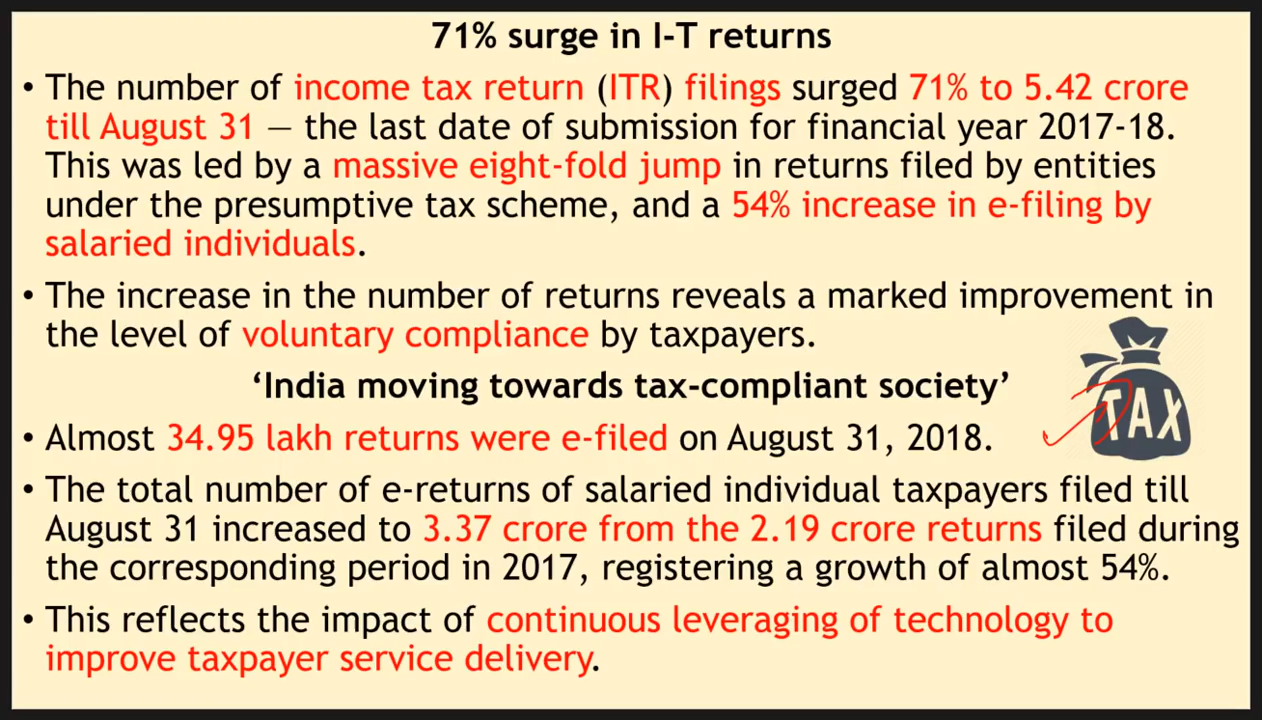 71% surge in I-T returns
• The number of income tax return (ITR) filings surged 71% to 5.42 crore
till August 31 — the last date of submission for financial year 2017-18.
This was led by a massive eight-fold jump in returns filed by entities
under the presumptive tax scheme, and a 54% increase in e-filing by
salaried individuals.
• The increase in the number of returns reveals a marked improvement in
the level of voluntary compliance by taxpayers.
‘India moving towards tax-compliant society’
TAX
• Almost 34.95 lakh returns were e-filed on August 31, 2018.
• The total number of e-returns of salaried individual taxpayers filed till
August 31 increased to 3.37 crore from the 2.19 crore returns filed during
the corresponding period in 2017, registering a growth of almost 54%.
• This reflects the impact of continuous leveraging of technology to
improve taxpayer service delivery.